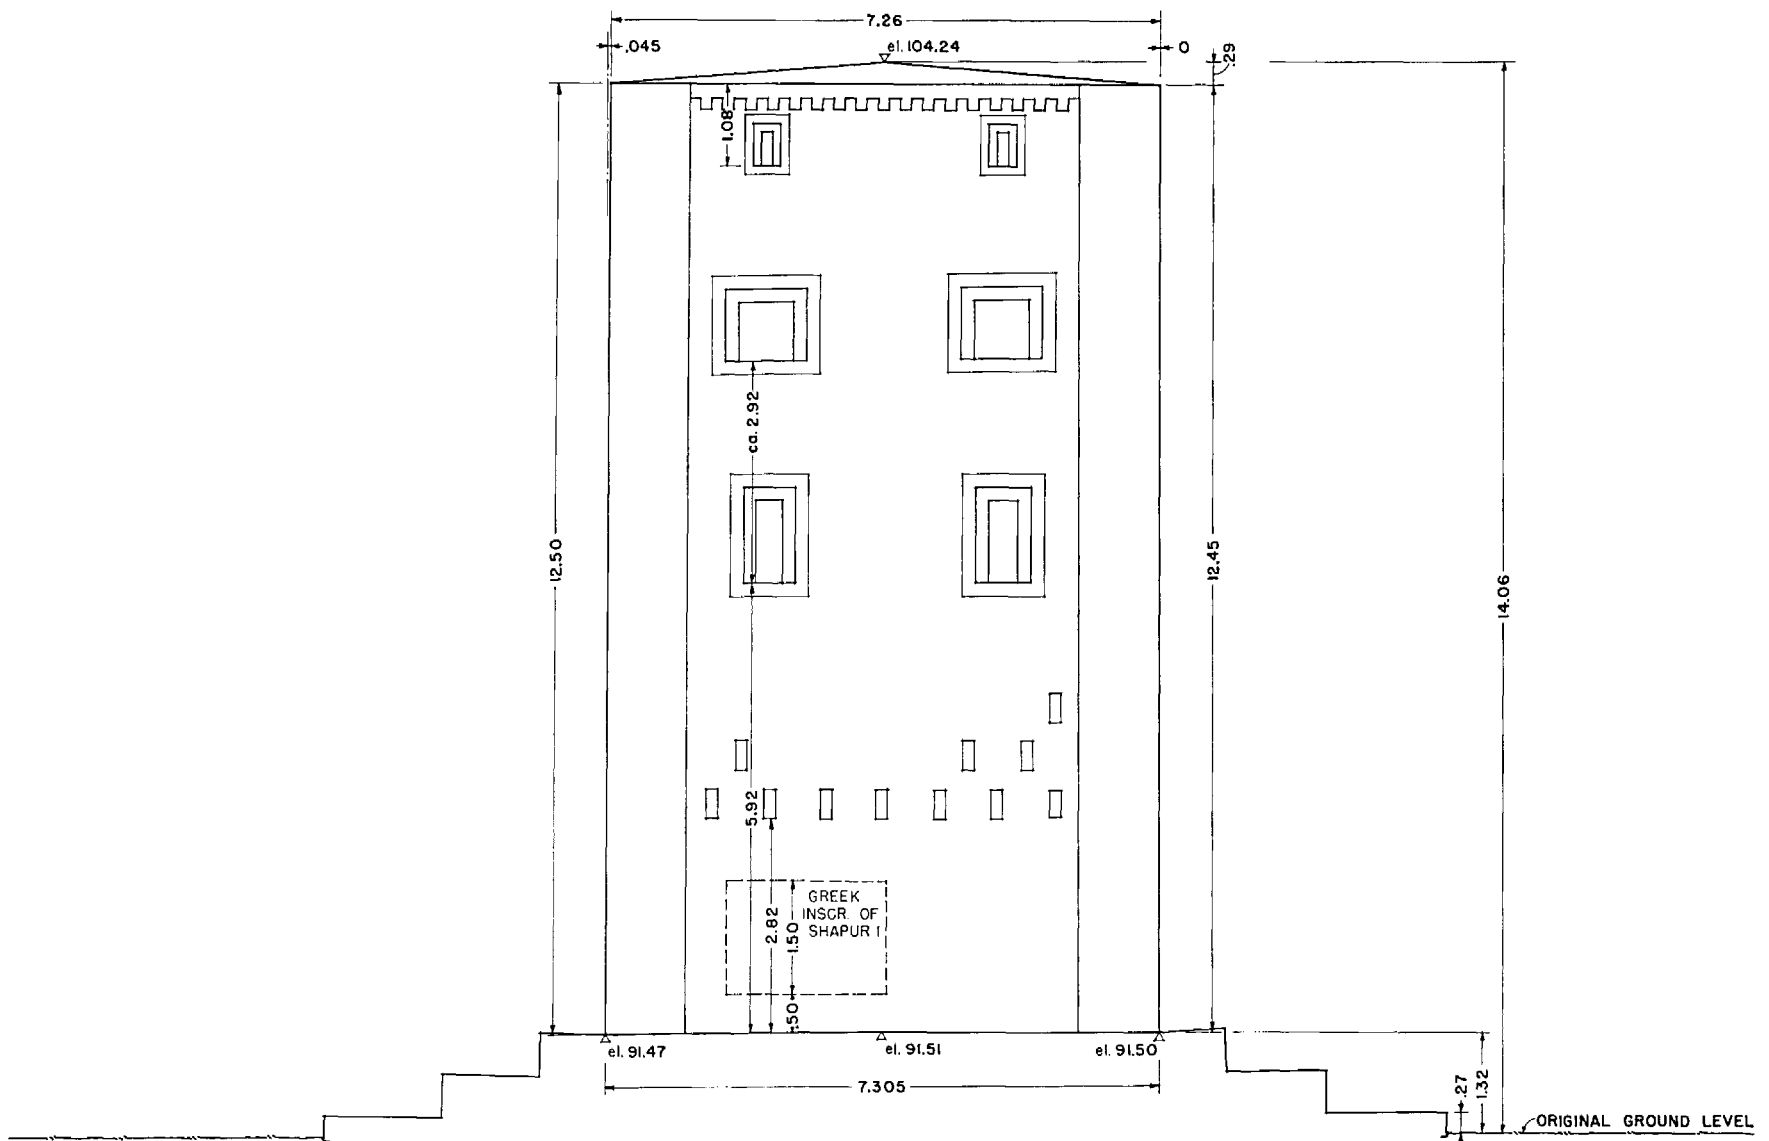 7.26
.045
el. 104.24
0
.29
1.08
12.50
ca. 2.92
12.45
14.06
5.92
2.82
GREEK
INSCR. OF
SHAPUR I
1.50
.50
el. 91.47
el. 91.51
el. 91.50
7.305
.27
1.32
ORIGINAL GROUND LEVEL